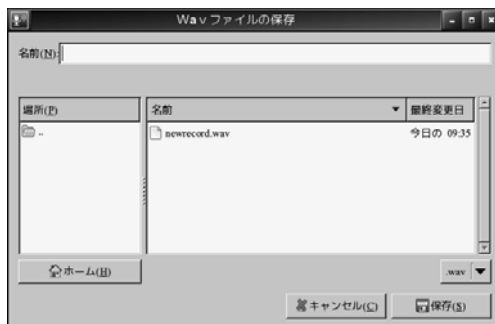 Wavファイルの保存
名前(N):
場所(P)
名前
最終変更日
..
newrecord.wav
今日の 09:35
ホーム(H)
.wav
キャンセル(C)
保存(S)